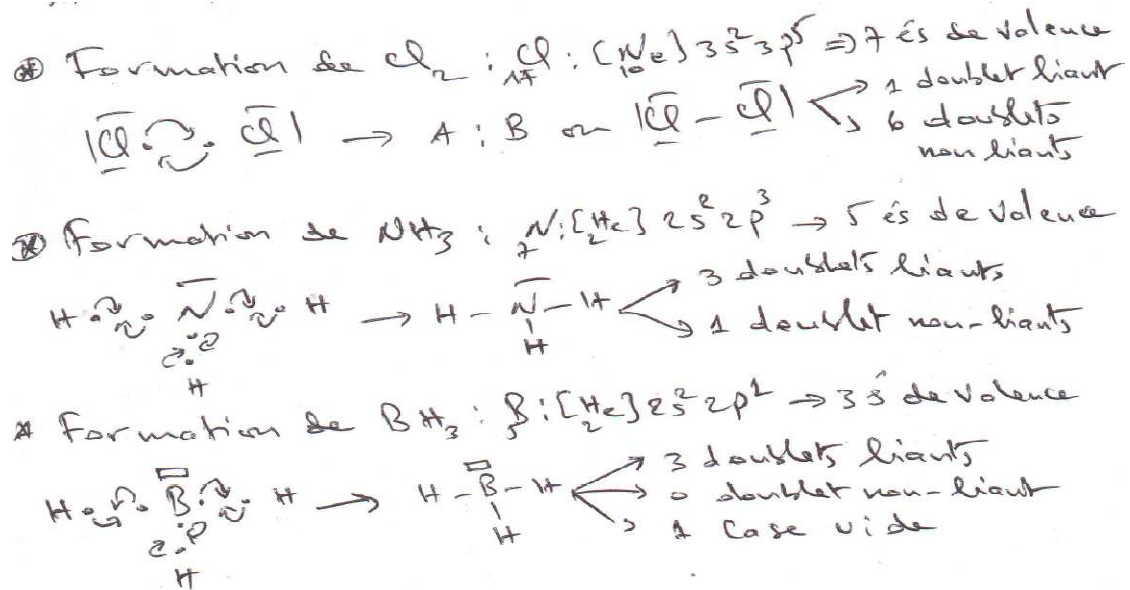 ⊛ Formation de Cl₂ : ₁₇Cl : [₁₀Ne] 3s² 3p⁵ ⇒ 7 és de valence
|Cl· ·Cl| → A : B ou |Cl – Cl| → 1 doublet liant
→ 6 doublets
non liants
⊛ Formation de NH₃ : ₇N : [₂He] 2s² 2p³ → 5 és de valence
H · · N · · H → H – N – H → 3 doublets liants
H → 1 doublet non-liants
H
* Formation de BH₃ : ₅B : [₂He] 2s² 2p¹ → 3 é de valence
H · · B · · H → H – B – H → 3 doublets liants
→ 0 doublet non-liant
H → 1 Case vide
H